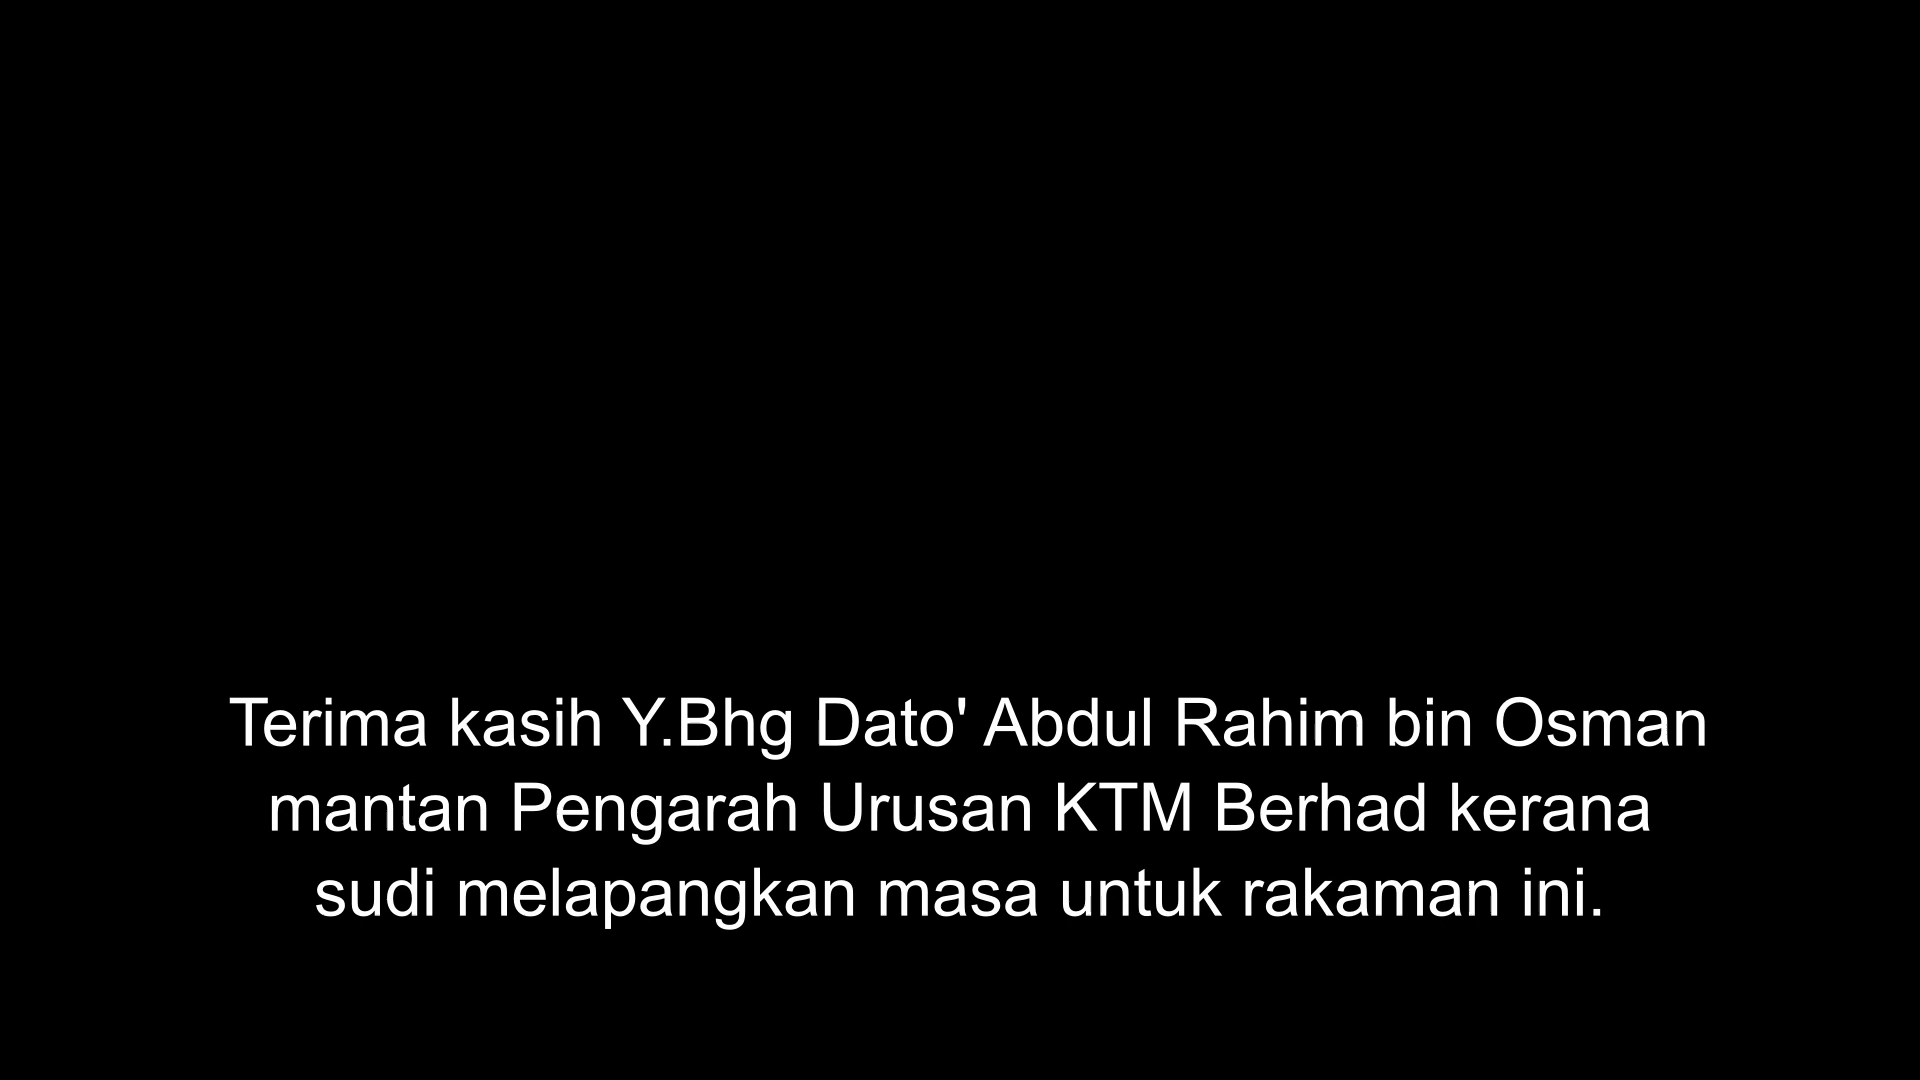 Terima kasih Y.Bhg Dato' Abdul Rahim bin Osman
mantan Pengarah Urusan KTM Berhad kerana
sudi melapangkan masa untuk rakaman ini.